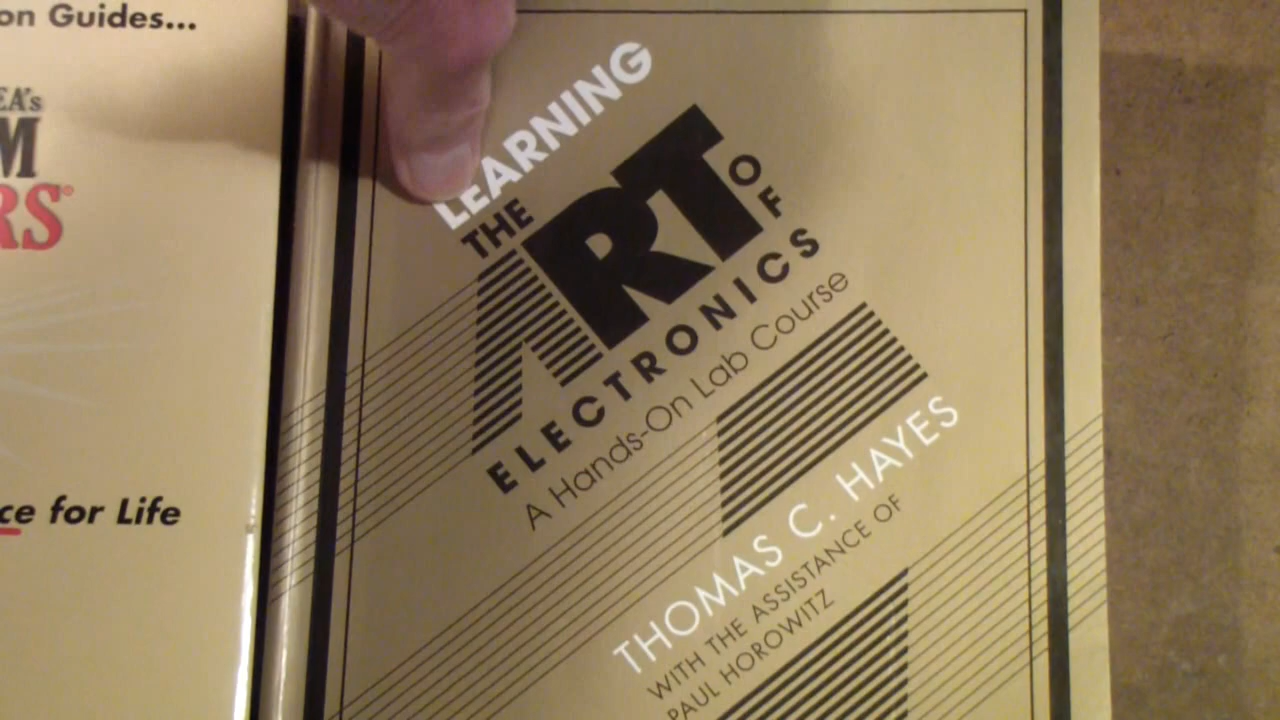 on Guides...
EA's
M
RS®
ce for Life
LEARNING
THE
ART
OF
ELECTRONICS
A Hands-On Lab Course
THOMAS C. HAYES
WITH THE ASSISTANCE OF
PAUL HOROWITZ